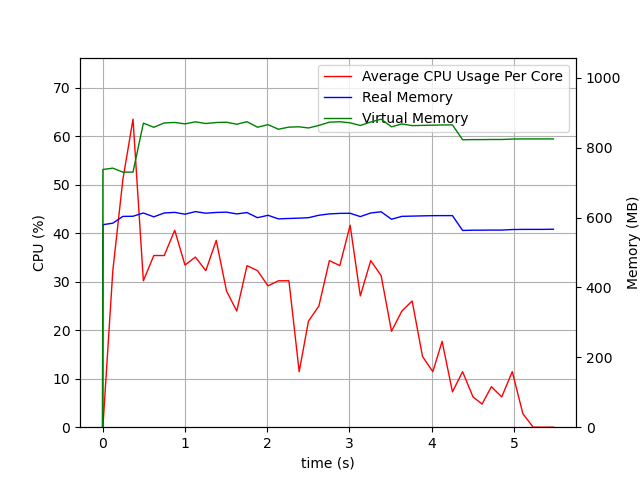 Average CPU Usage Per Core
Real Memory
Virtual Memory
CPU (%)
70
60
50
40
30
20
10
0
1000
800
600
400
200
0
Memory (MB)
0 1 2 3 4 5
time (s)